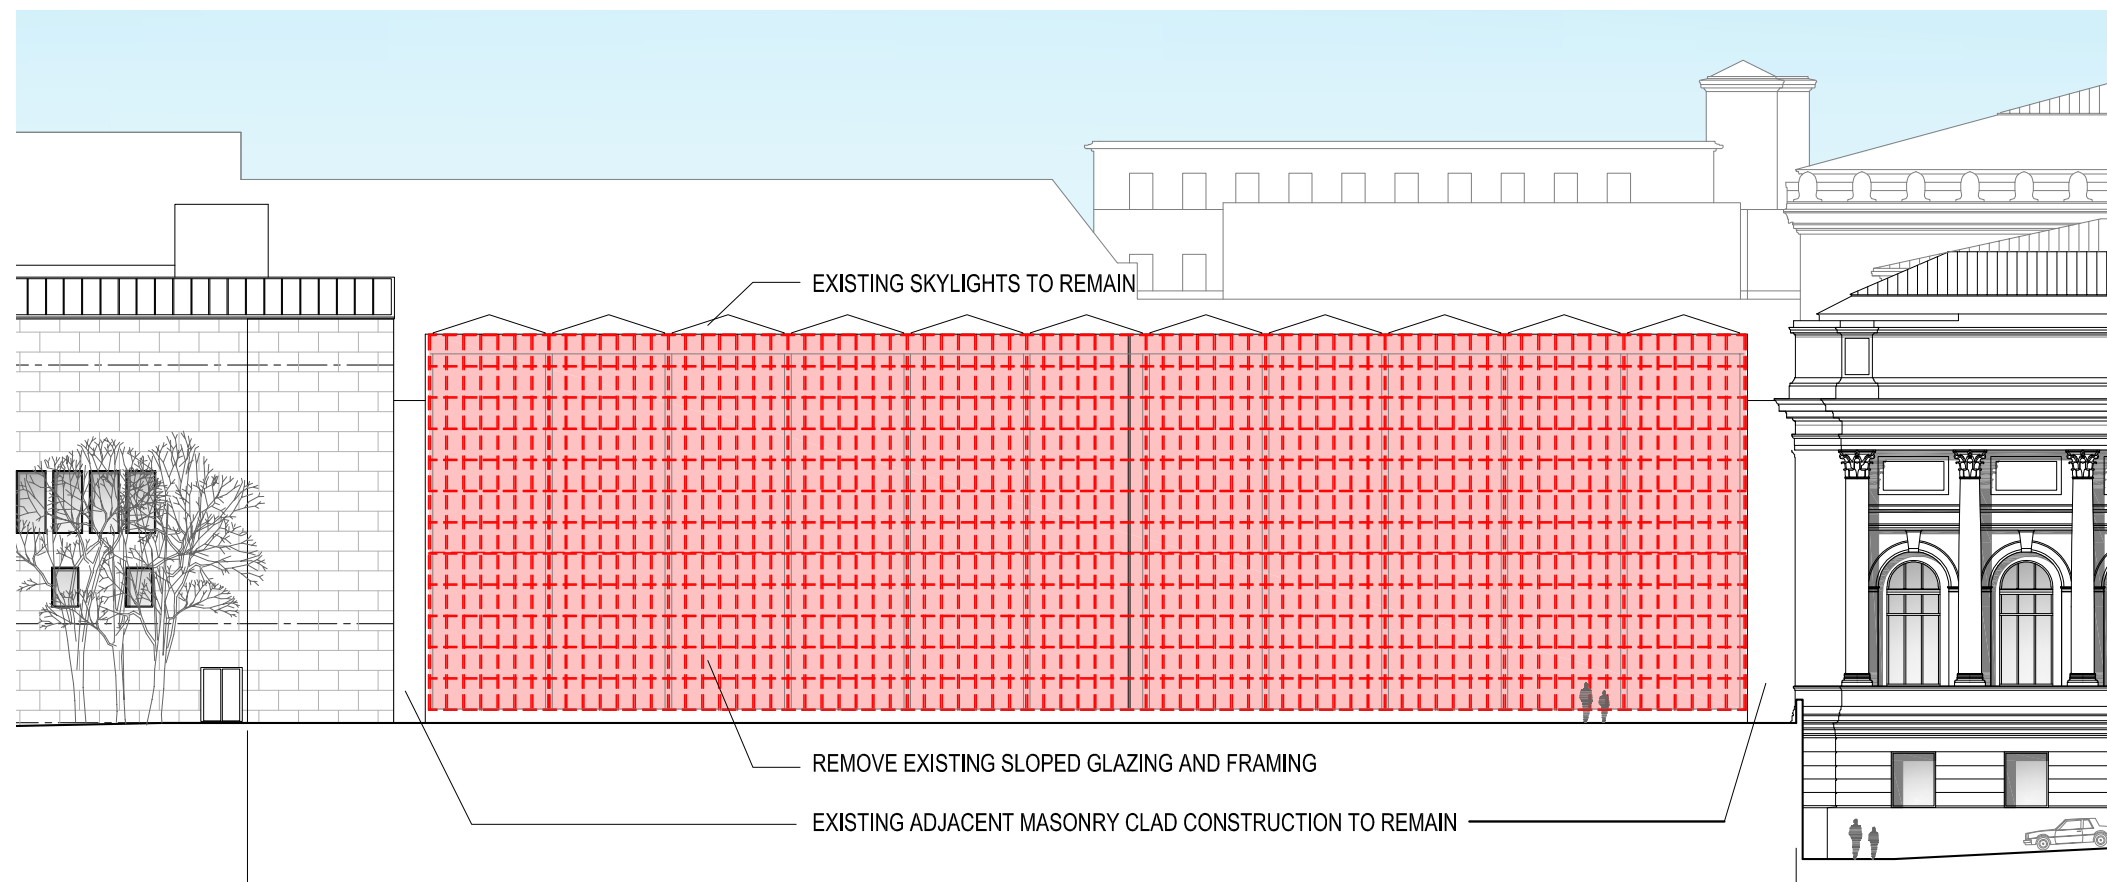 EXISTING SKYLIGHTS TO REMAIN
REMOVE EXISTING SLOPED GLAZING AND FRAMING
EXISTING ADJACENT MASONRY CLAD CONSTRUCTION TO REMAIN